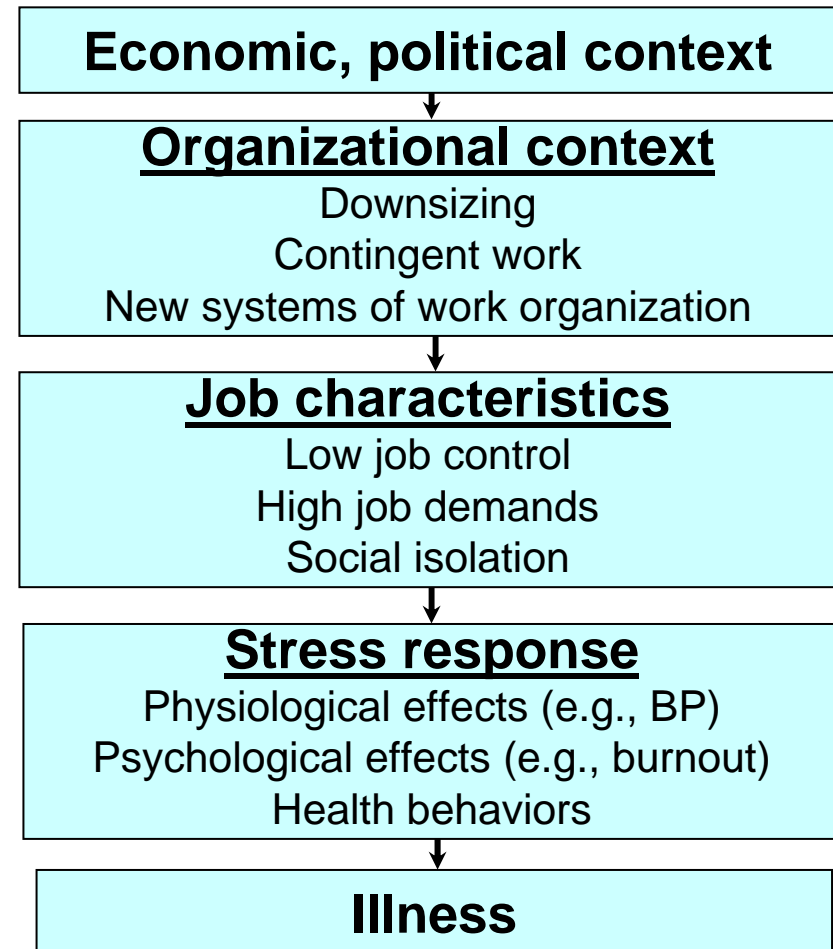 Economic, political context
Organizational context
Downsizing
Contingent work
New systems of work organization
Job characteristics
Low job control
High job demands
Social isolation
Stress response
Physiological effects (e.g., BP)
Psychological effects (e.g., burnout)
Health behaviors
Illness